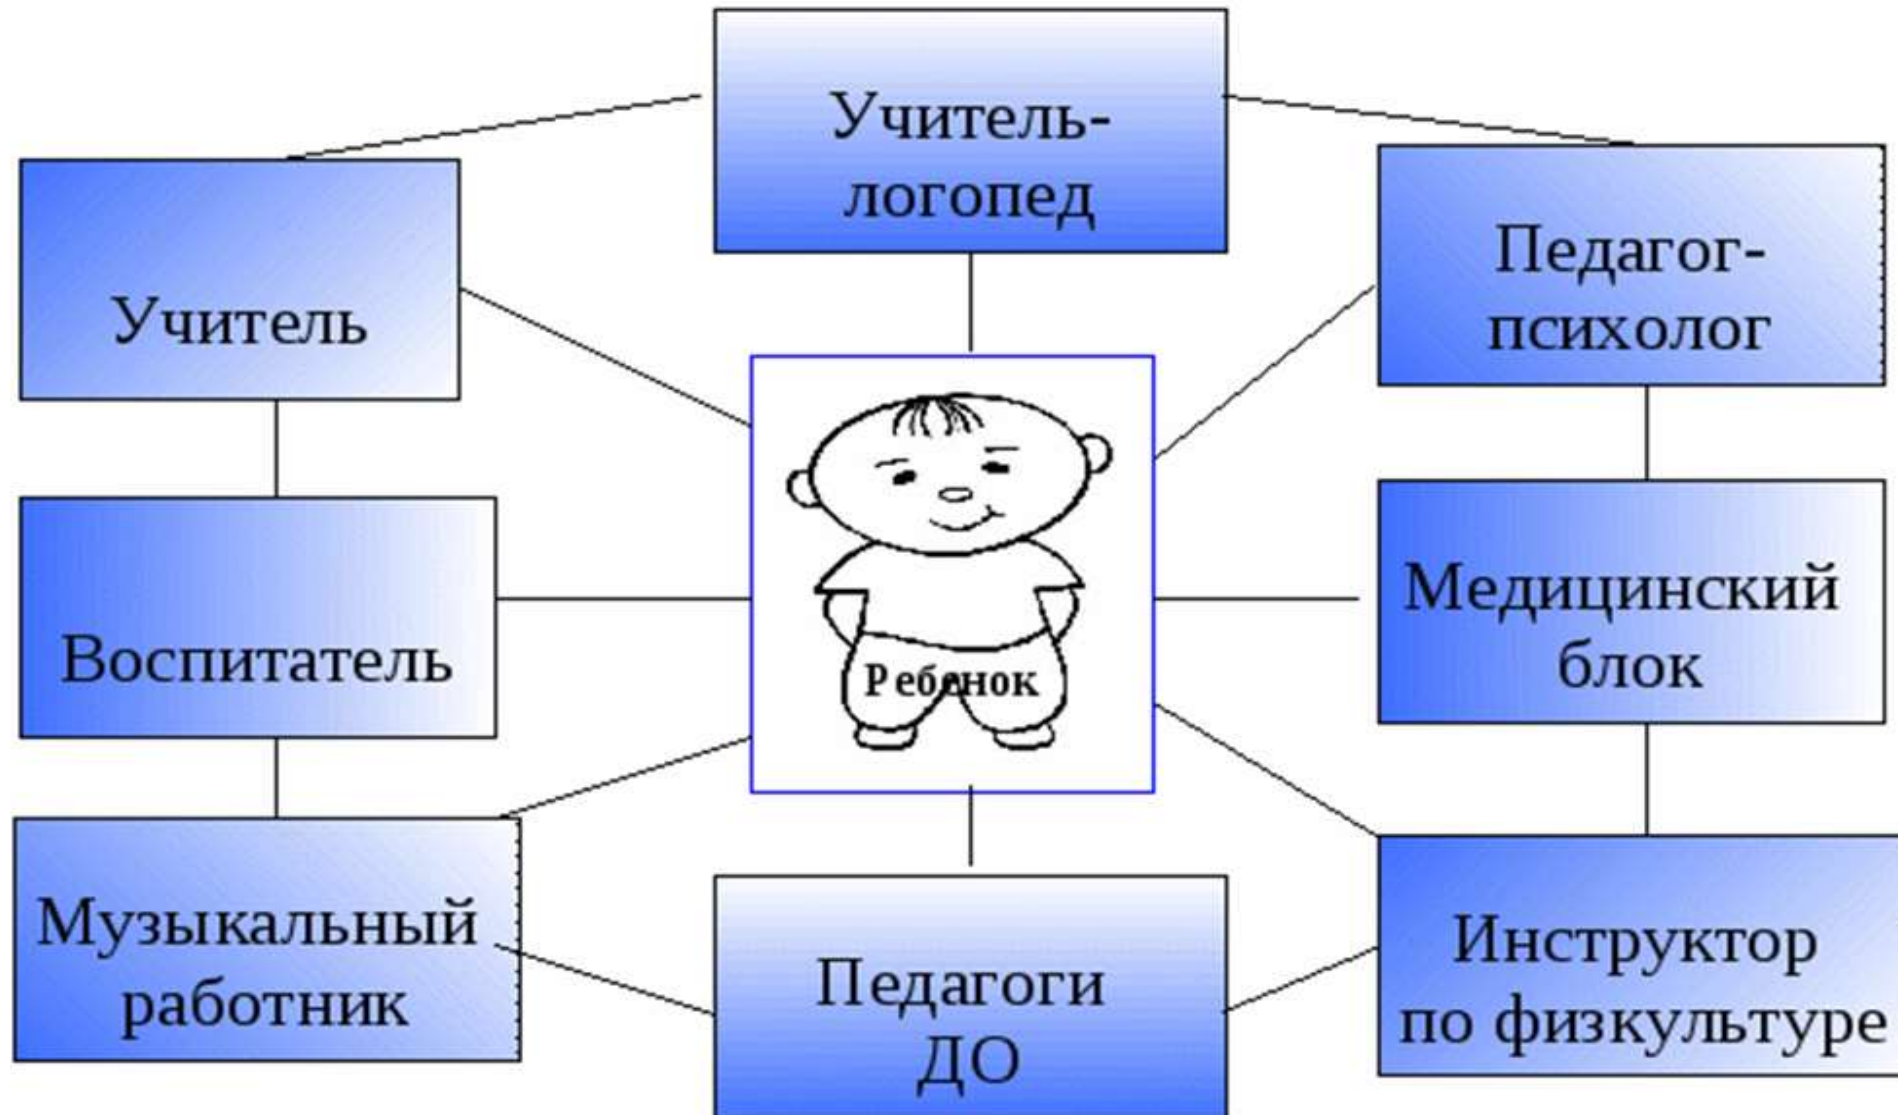 Учитель-
логопед
Учитель
Педагог-
психолог
Воспитатель
Ребенок
Медицинский
блок
Музыкальный
работник
Педагоги
ДО
Инструктор
по физкультуре